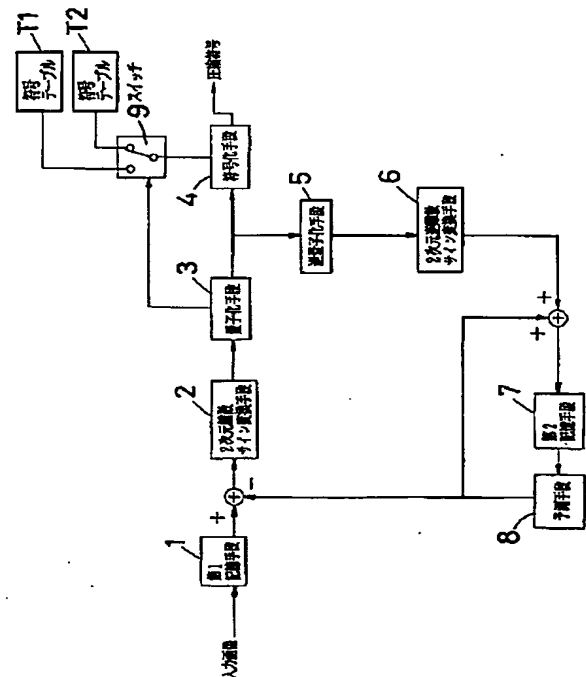 入力画像
1
第1
記憶手段
+
-
2
2次元離散
サイン変換手段
3
量子化手段
4
符号化手段
圧縮符号
9 スイッチ
T1
符号
テーブル
T2
符号
テーブル
5
逆量子化手段
6
2次元逆離散
サイン変換手段
+
+
7
第2
記憶手段
8
予測手段